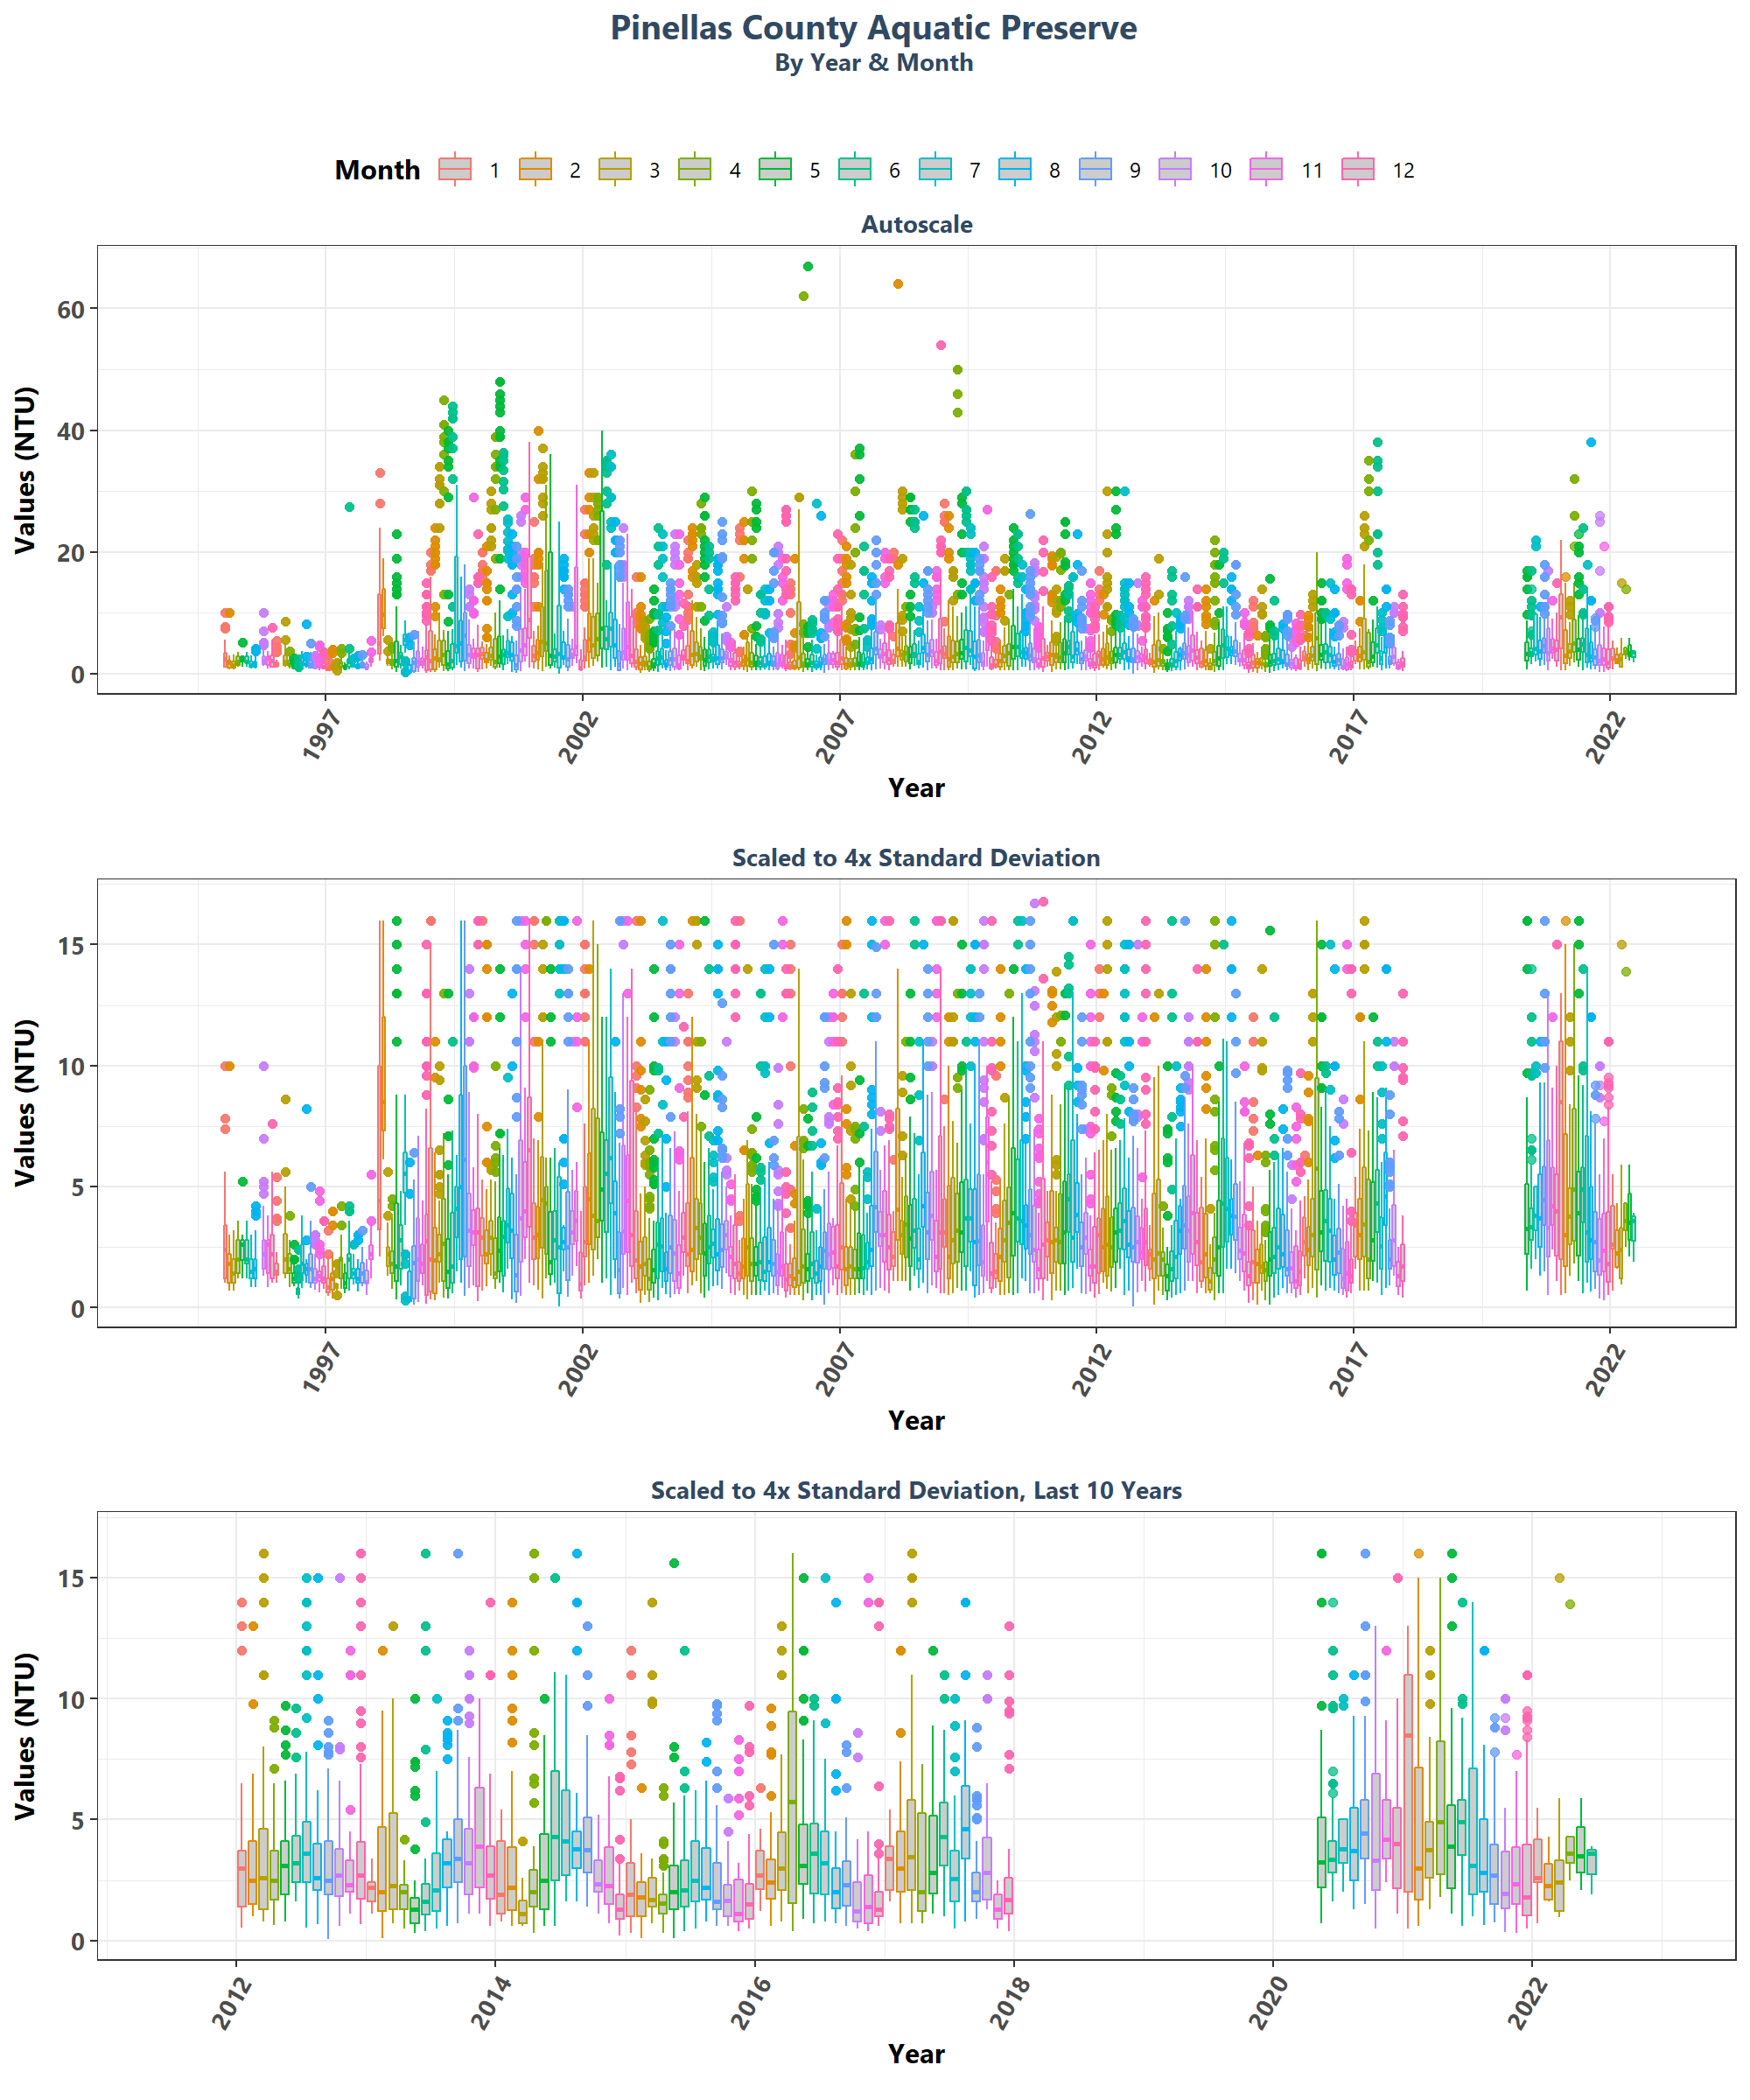 Pinellas County Aquatic Preserve
By Year & Month
Month 1 2 3 4 5 6 7 8 9 10 11 12
Autoscale
Values (NTU)
60
40
20
0
1997 2002 2007 2012 2017 2022
Year
Scaled to 4x Standard Deviation
Values (NTU)
15
10
5
0
1997 2002 2007 2012 2017 2022
Year
Scaled to 4x Standard Deviation, Last 10 Years
Values (NTU)
15
10
5
0
2012 2014 2016 2018 2020 2022
Year